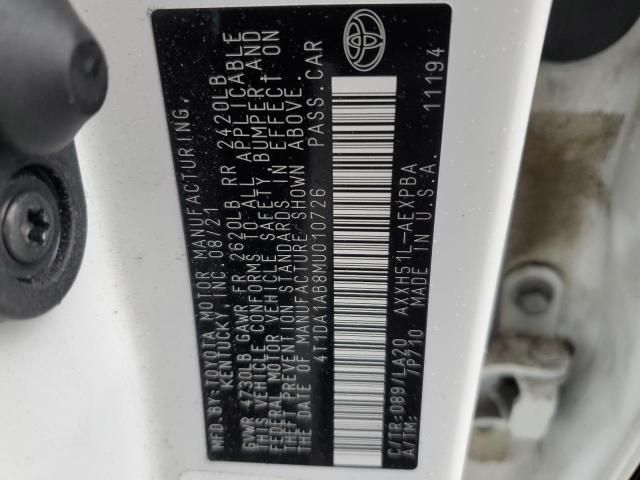 MFD. BY: TOYOTA MOTOR MANUFACTURING,
KENTUCKY, INC. 08/21
GVWR 4730LB GAWR FR 2620LB RR 2420LB
THIS VEHICLE CONFORMS TO ALL APPLICABLE
FEDERAL MOTOR VEHICLE SAFETY, BUMPER, AND
THEFT PREVENTION STANDARDS IN EFFECT ON
THE DATE OF MANUFACTURE SHOWN ABOVE.
4T1DA1AB8MU010726 PASS. CAR
C/TR: 089/LA20 AXXH51L-AEXPBA
A/TM: /P710 MADE IN U.S.A. 11194